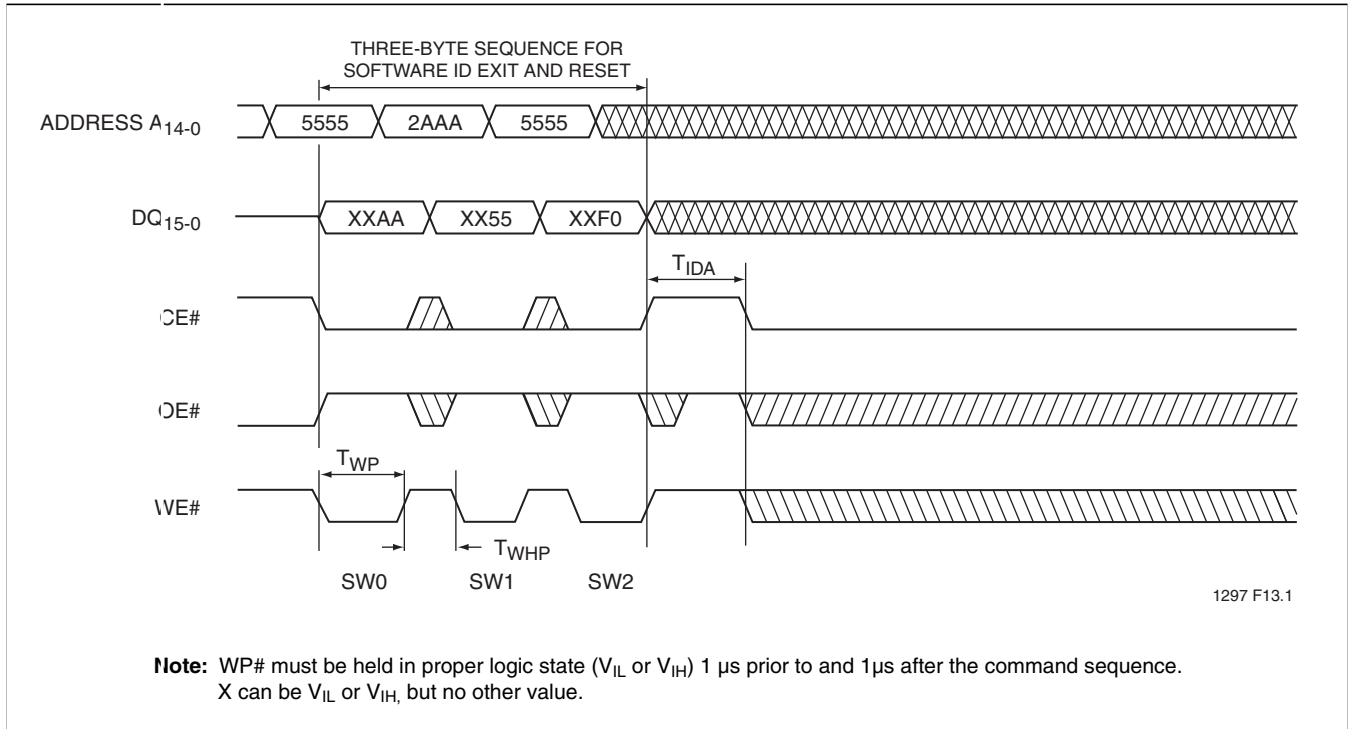 THREE-BYTE SEQUENCE FOR
SOFTWARE ID EXIT AND RESET
ADDRESS A14-0
5555
2AAA
5555
DQ15-0
XXAA
XX55
XXF0
TIDA
CE#
OE#
TWP
WE#
TWHP
SW0
SW1
SW2
1297 F13.1
Note: WP# must be held in proper logic state (VIL or VIH) 1 µs prior to and 1µs after the command sequence.
X can be VIL or VIH, but no other value.